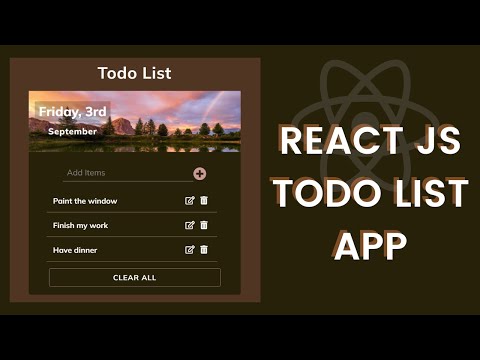 Todo List
Friday, 3rd
September
Add Items
Paint the window
Finish my work
Have dinner
CLEAR ALL
REACT JS
TODO LIST
APP